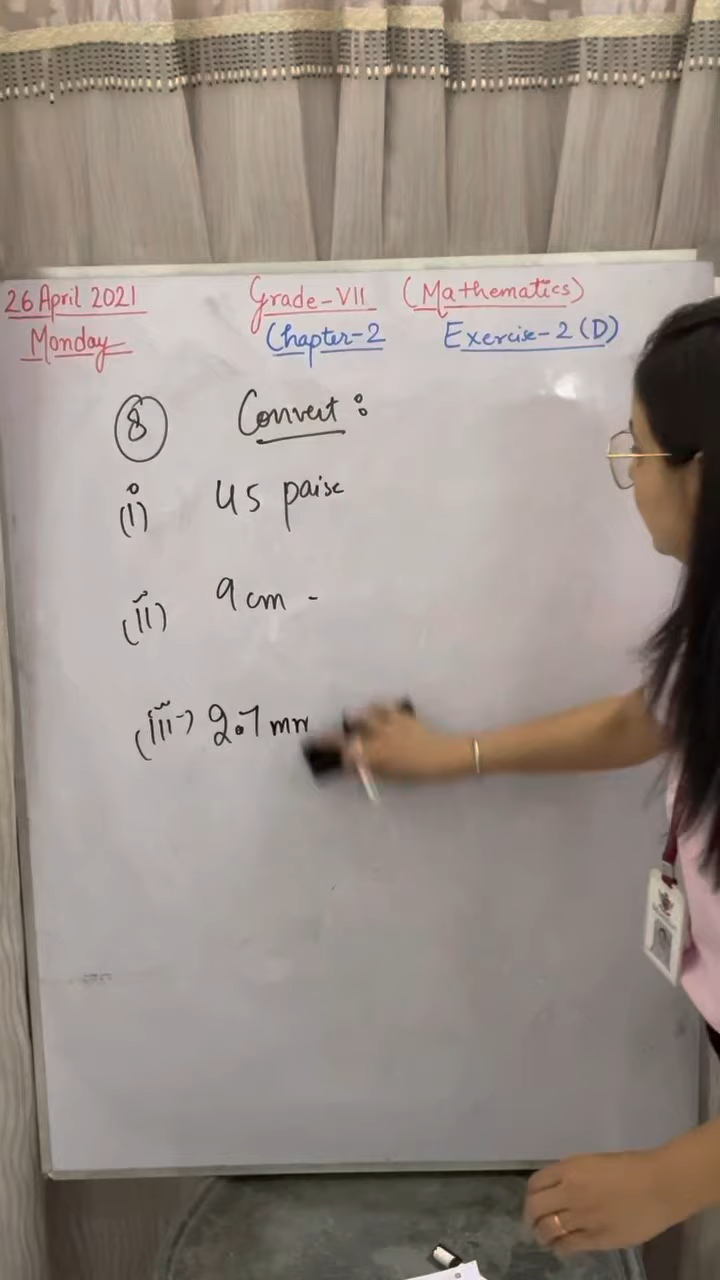 26 April 2021 Grade-VII (Mathematics)
Monday Chapter-2 Exercise-2(D)
8 Convert:
(i) 45 paise
(ii) 9 cm -
(iii) 2.7 mm